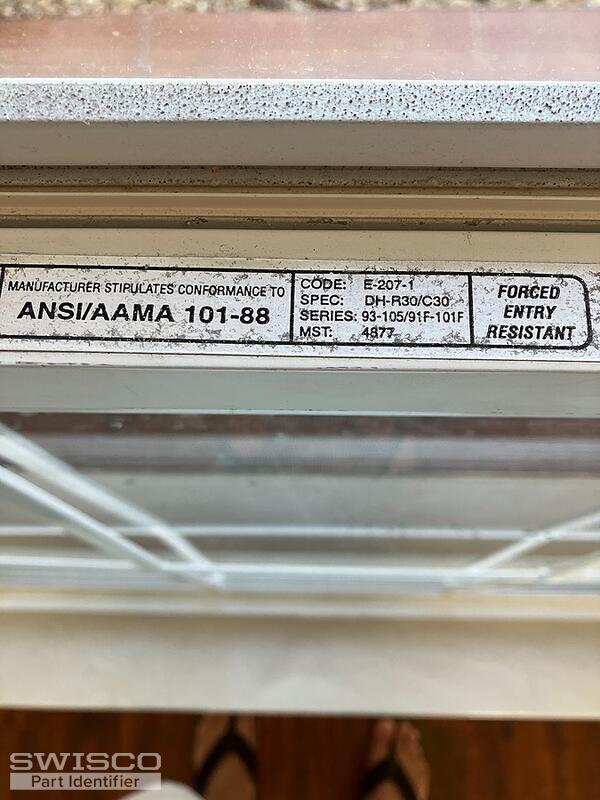 MANUFACTURER STIPULATES CONFORMANCE TO
ANSI/AAMA 101-88
CODE: E-207-1
SPEC: DH-R30/C30
SERIES: 93-105/91F-101F
MST: 4877
FORCED
ENTRY
RESISTANT
SWISCO
Part Identifier